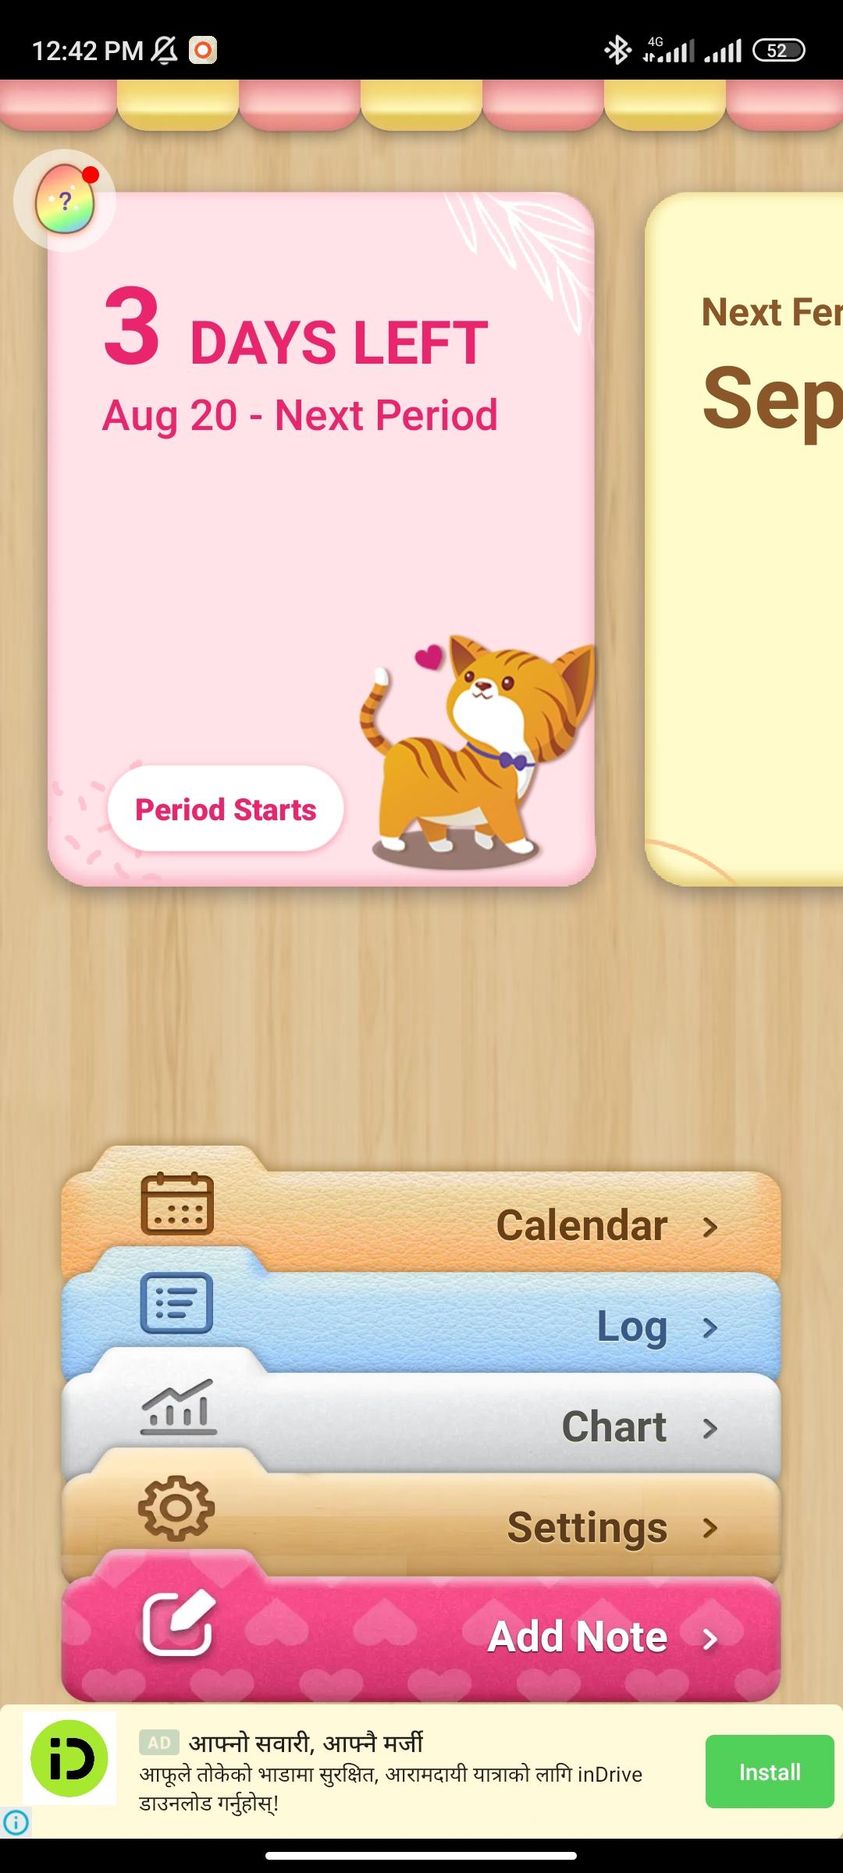 12:42 PM
4G
52
?
3 DAYS LEFT
Aug 20 - Next Period
Period Starts
Next Fer
Sep
Calendar
Log
Chart
Settings
Add Note
iD
AD आफ्नो सवारी, आफ्नै मर्जी
आफूले तोकेको भाडामा सुरक्षित, आरामदायी यात्राको लागि inDrive
डाउनलोड गर्नुहोस्!
Install